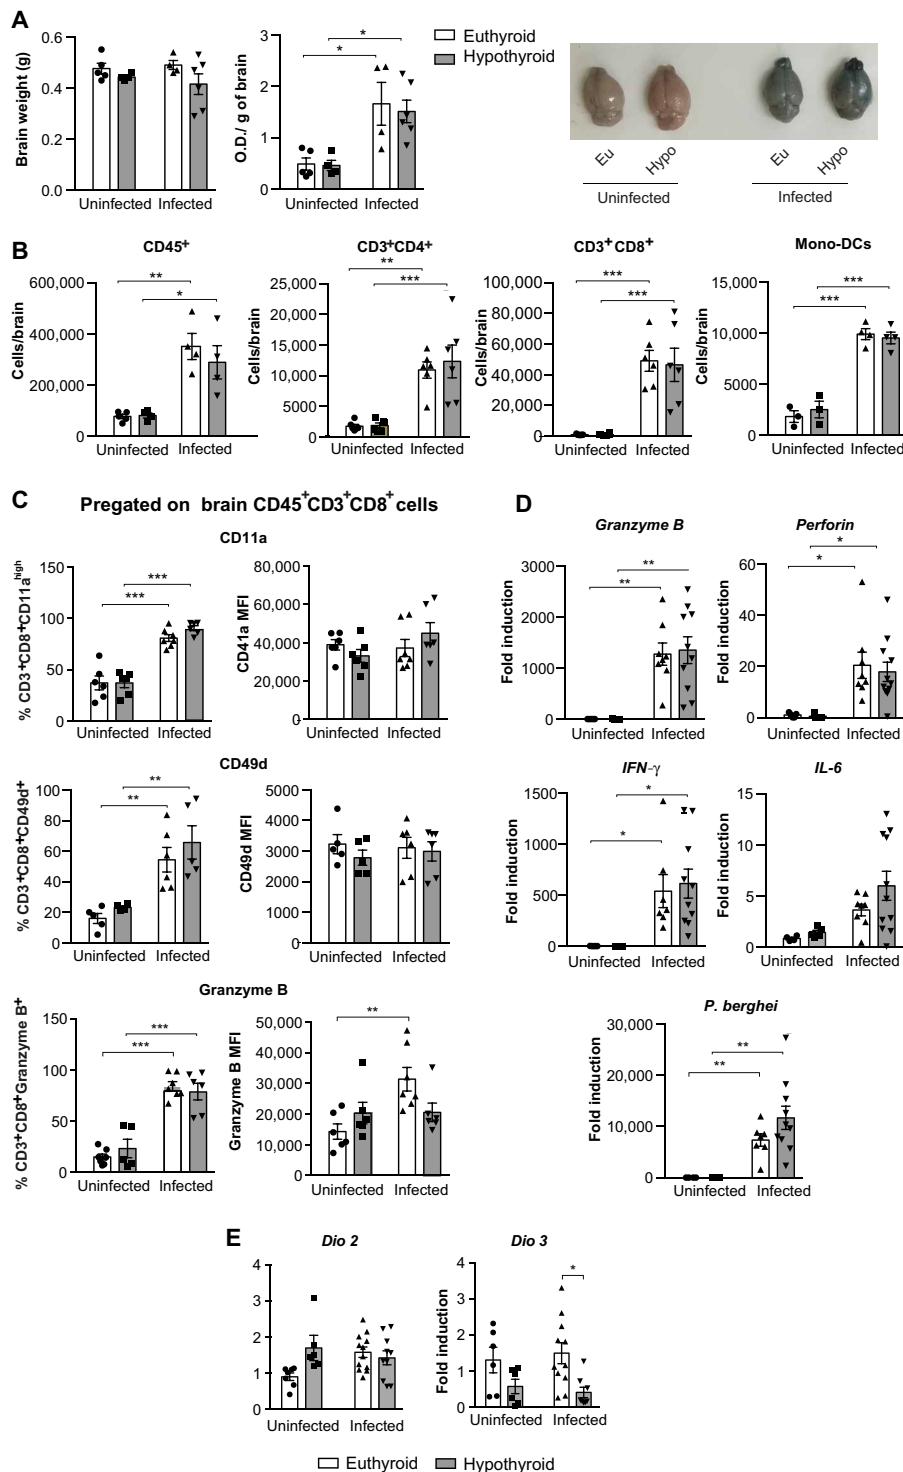 A
Brain weight (g)
0.6
0.4
0.2
0.0
Uninfected Infected
O.D./ g of brain
3
2
1
0
* *
Uninfected Infected
Euthyroid
Hypothyroid
Eu Hypo Eu Hypo
Uninfected Infected
B
CD45+
Cells/brain
600,000
400,000
200,000
0
** *
Uninfected Infected
CD3+CD4+
Cells/brain
25,000
20,000
15,000
10,000
5000
0
** ***
Uninfected Infected
CD3+CD8+
Cells/brain
100,000
80,000
60,000
40,000
20,000
0
*** ***
Uninfected Infected
Mono-DCs
Cells/brain
15,000
10,000
5000
0
*** ***
Uninfected Infected
C
Pregated on brain CD45+CD3+CD8+ cells
CD11a
% CD3+CD8+CD11a high
150
100
50
0
*** ***
Uninfected Infected
CD41a MFI
80,000
60,000
40,000
20,000
0
Uninfected Infected
CD49d
% CD3+CD8+CD49d+
100
80
60
40
20
0
** **
Uninfected Infected
CD49d MFI
5000
4000
3000
2000
1000
0
Uninfected Infected
Granzyme B
% CD3+CD8+Granzyme B+
150
100
50
0
*** ***
Uninfected Infected
Granzyme B MFI
50,000
40,000
30,000
20,000
10,000
0
**
Uninfected Infected
D
Granzyme B
Fold induction
3000
2000
1000
0
** **
Uninfected Infected
Perforin
Fold induction
60
40
20
0
* *
Uninfected Infected
IFN-γ
Fold induction
1500
1000
500
0
* *
Uninfected Infected
IL-6
Fold induction
15
10
5
0
Uninfected Infected
P. berghei
Fold induction
30,000
20,000
10,000
0
** **
Uninfected Infected
E
Dio 2
4
3
2
1
0
Uninfected Infected
Dio 3
Fold induction
4
3
2
1
0
*
Uninfected Infected
Euthyroid Hypothyroid